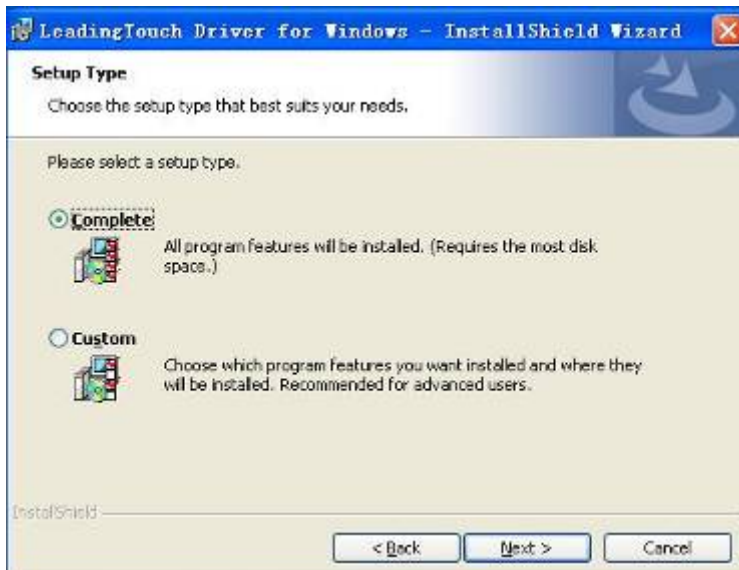 LeadingTouch Driver for Windows - InstallShield Wizard
Setup Type
Choose the setup type that best suits your needs.
Please select a setup type.
Complete
All program features will be installed. (Requires the most disk
space.)
Custom
Choose which program features you want installed and where they
will be installed. Recommended for advanced users.
InstallShield
< Back
Next >
Cancel